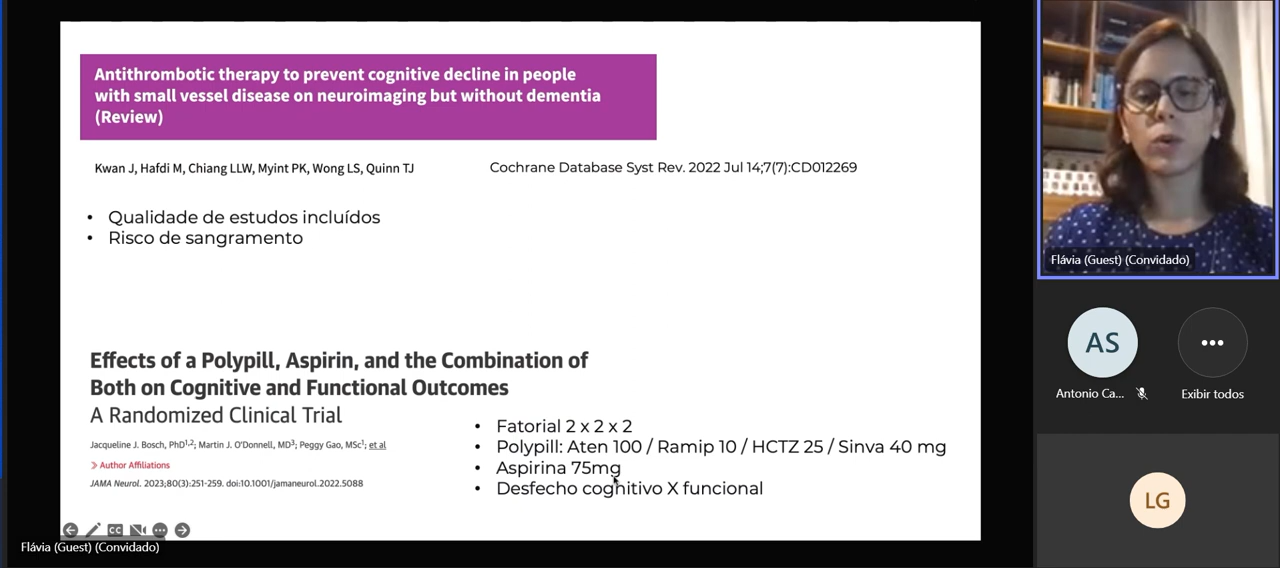 Antithrombotic therapy to prevent cognitive decline in people
with small vessel disease on neuroimaging but without dementia
(Review)
Kwan J, Hafdi M, Chiang LLW, Myint PK, Wong LS, Quinn TJ
Cochrane Database Syst Rev. 2022 Jul 14;7(7):CD012269
• Qualidade de estudos incluídos
• Risco de sangramento
Effects of a Polypill, Aspirin, and the Combination of
Both on Cognitive and Functional Outcomes
A Randomized Clinical Trial
Jacqueline J. Bosch, PhD1,2; Martin J. O'Donnell, MD3; Peggy Gao, MSc1; et al
» Author Affiliations
JAMA Neurol. 2023;80(3):251-259. doi:10.1001/jamaneurol.2022.5088
• Fatorial 2 x 2 x 2
• Polypill: Aten 100 / Ramip 10 / HCTZ 25 / Sinva 40 mg
• Aspirina 75mg
• Desfecho cognitivo X funcional
CC
Flávia (Guest) (Convidado)
Flávia (Guest) (Convidado)
AS
Antonio Ca...
Exibir todos
LG